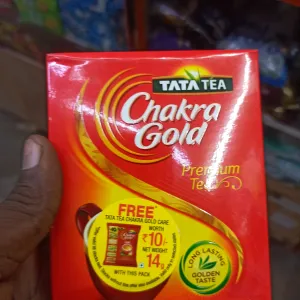 TATA TEA
Chakra
Gold
Premium
Tea
FREE*
TATA TEA CHAKRA GOLD CARE
WORTH
₹10/-
NET WEIGHT
14g
WITH THIS PACK
LONG LASTING
GOLDEN
TASTE